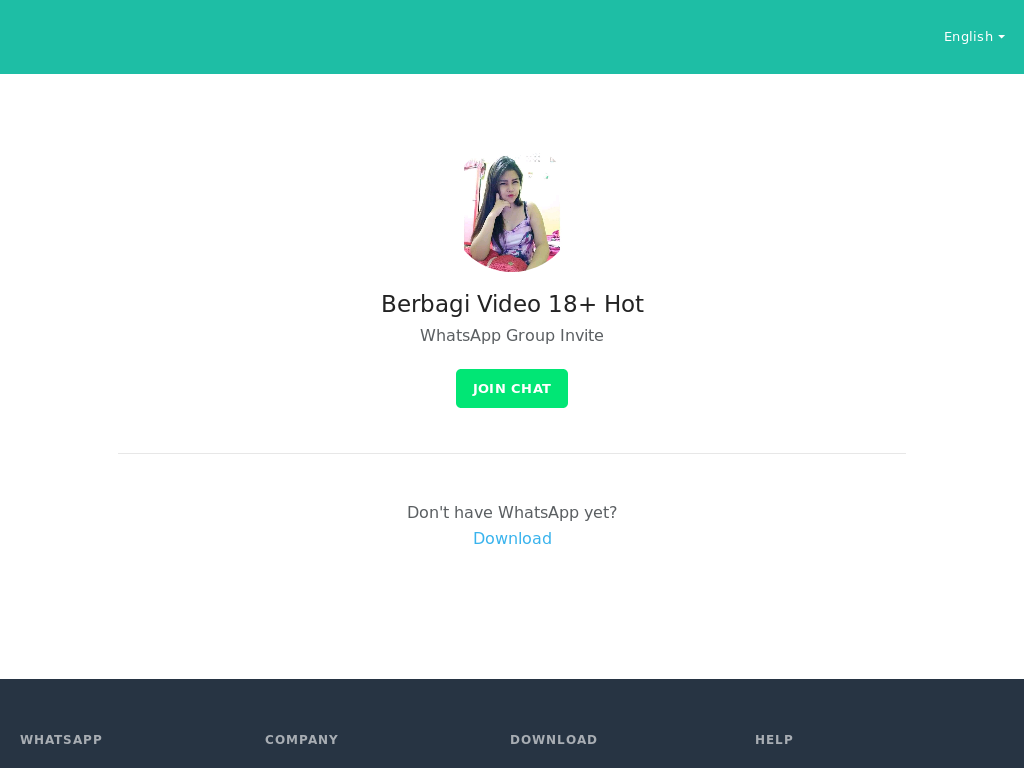 English
Berbagi Video 18+ Hot
WhatsApp Group Invite
JOIN CHAT
Don't have WhatsApp yet?
Download
WHATSAPP
COMPANY
DOWNLOAD
HELP